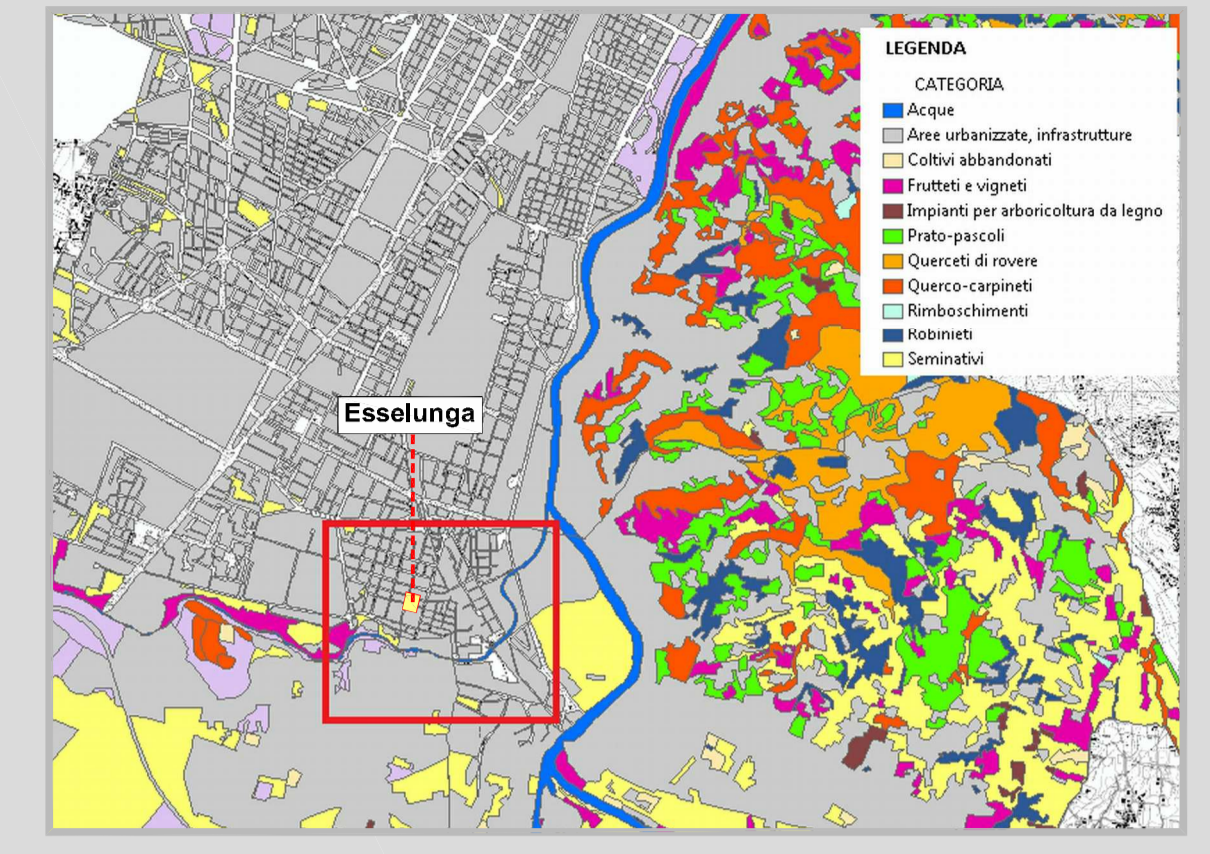 LEGENDA
CATEGORIA
Acque
Aree urbanizzate, infrastrutture
Coltivi abbandonati
Frutteti e vigneti
Impianti per arboricoltura da legno
Prato-pascoli
Querceti di rovere
Querco-carpineti
Rimboschimenti
Robinieti
Seminativi
Esselunga